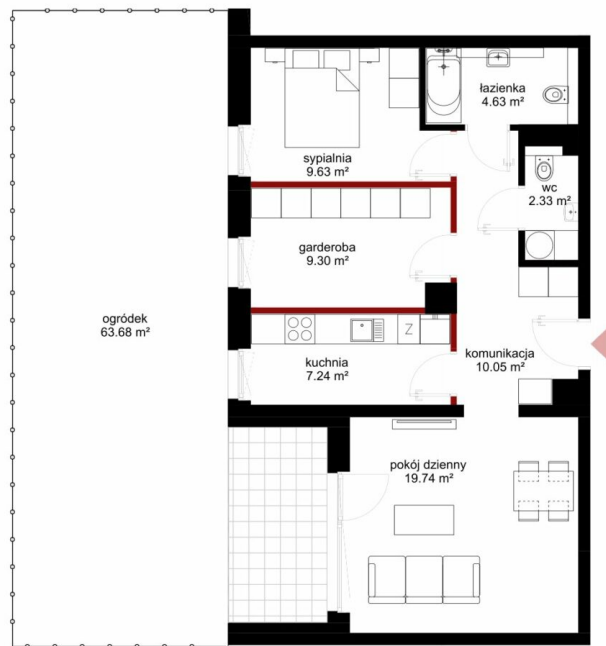 łazienka
4.63 m²
sypialnia
9.63 m²
wc
2.33 m²
garderoba
9.30 m²
ogródek
63.68 m²
Z
kuchnia
7.24 m²
komunikacja
10.05 m²
pokój dzienny
19.74 m²